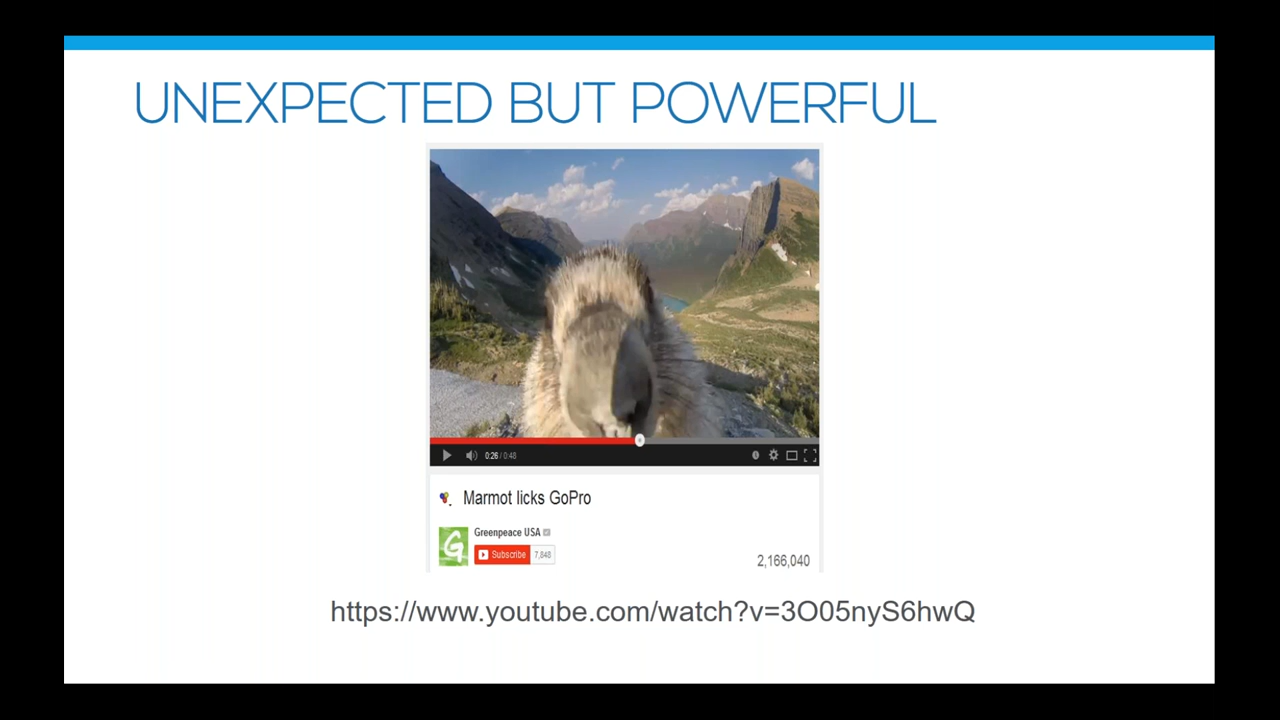 UNEXPECTED BUT POWERFUL
0:26 / 0:48
Marmot licks GoPro
Greenpeace USA
Subscribe 7,848
2,166,040
https://www.youtube.com/watch?v=3O05nyS6hwQ